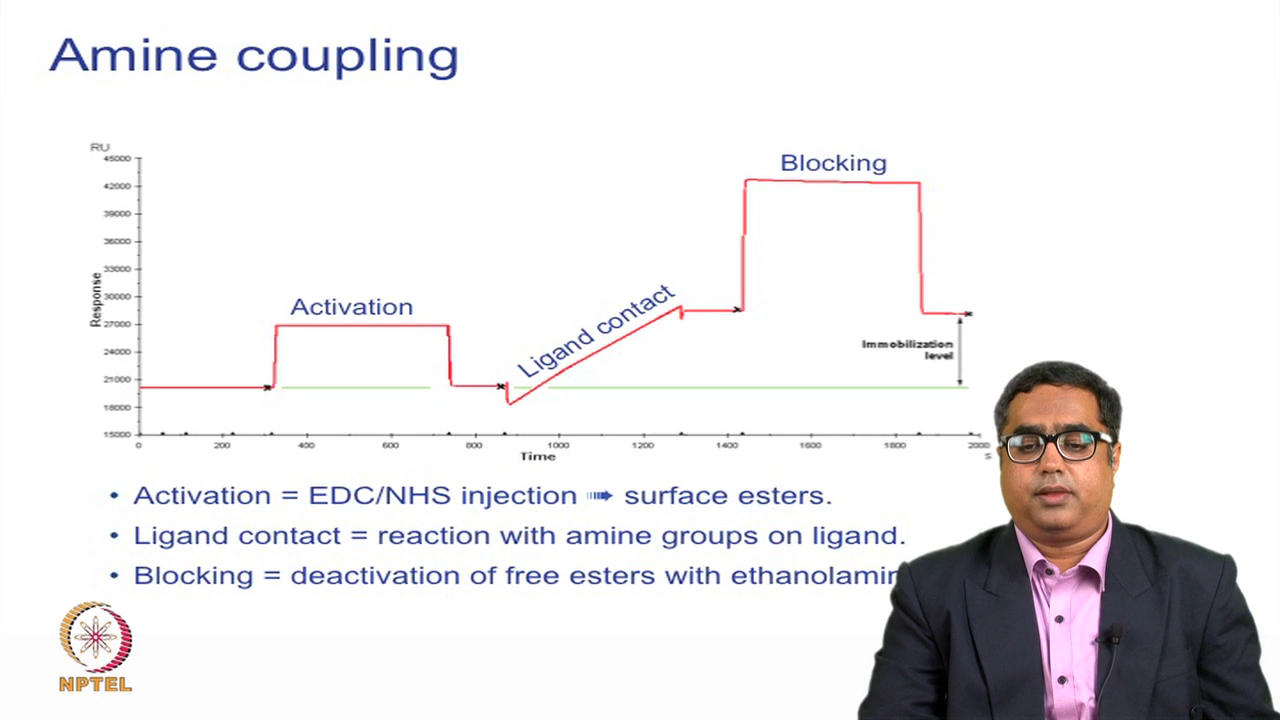 Amine coupling
RU
45000
42000
39000
36000
33000
30000
27000
24000
21000
18000
15000
Response
0
200
400
600
800
1000
1200
1400
1600
1800
2000
s
Time
Activation
Ligand contact
Blocking
Immobilization
level
• Activation = EDC/NHS injection ➠ surface esters.
• Ligand contact = reaction with amine groups on ligand.
• Blocking = deactivation of free esters with ethanolamin
NPTEL